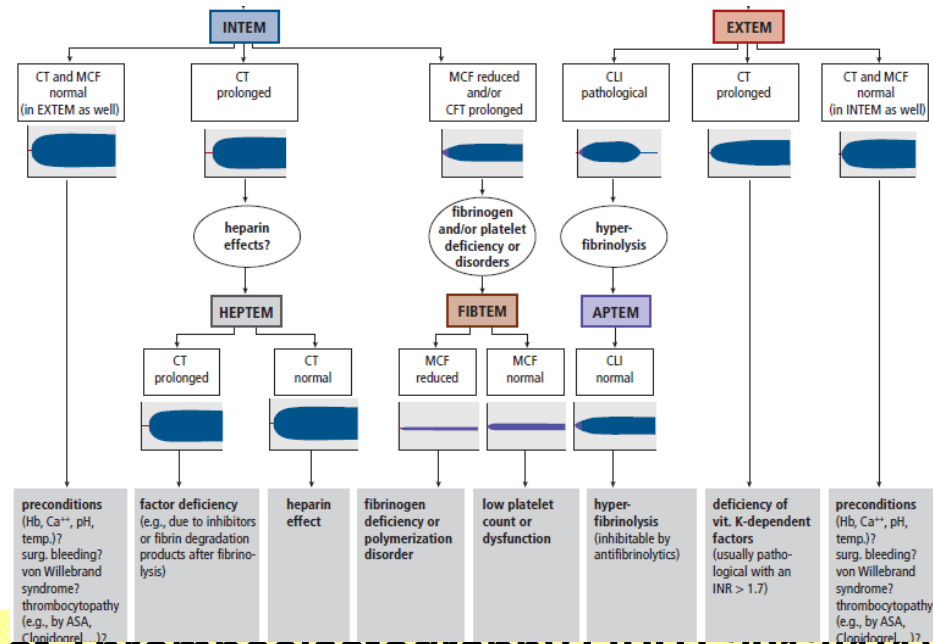 INTEM
EXTEM
CT and MCF
normal
(in EXTEM as well)
CT
prolonged
MCF reduced
and/or
CFT prolonged
CLI
pathological
CT
prolonged
CT and MCF
normal
(in INTEM as well)
heparin
effects?
fibrinogen
and/or platelet
deficiency or
disorders
hyper-
fibrinolysis
HEPTEM
FIBTEM
APTEM
CT
prolonged
CT
normal
MCF
reduced
MCF
normal
CLI
normal
preconditions
(Hb, Ca⁺⁺, pH,
temp.)?
surg. bleeding?
von Willebrand
syndrome?
thrombocytopathy
(e.g., by ASA,
Clopidogrel...)?
factor deficiency
(e.g., due to inhibitors
or fibrin degradation
products after fibrino-
lysis)
heparin
effect
fibrinogen
deficiency or
polymerization
disorder
low platelet
count or
dysfunction
hyper-
fibrinolysis
(inhibitable by
antifibrinolytics)
deficiency of
vit. K-dependent
factors
(usually patho-
logical with an
INR > 1.7)
preconditions
(Hb, Ca⁺⁺, pH,
temp.)?
surg. bleeding?
von Willebrand
syndrome?
thrombocytopathy
(e.g., by ASA,
Clopidogrel...)?